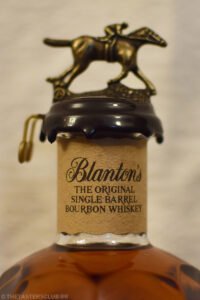 Blanton's
THE ORIGINAL
SINGLE BARREL
BOURBON WHISKEY